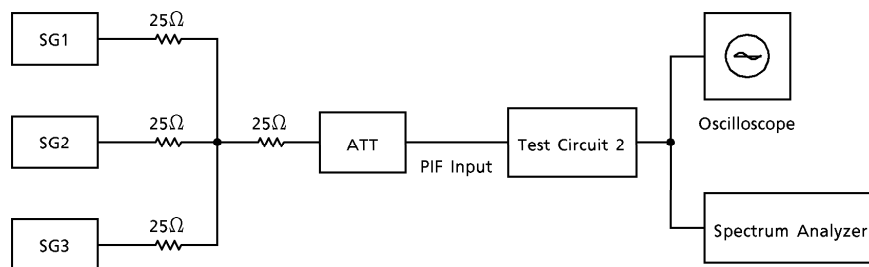 25Ω
SG1
25Ω
25Ω
SG2
ATT
Test Circuit 2
PIF Input
Oscilloscope
25Ω
SG3
Spectrum Analyzer